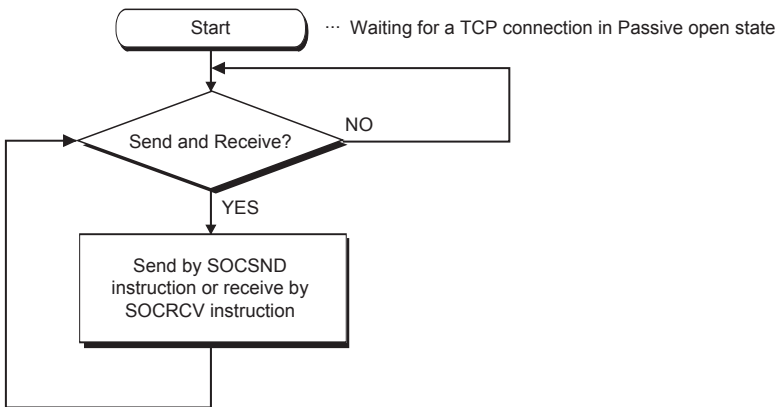 Start
··· Waiting for a TCP connection in Passive open state
Send and Receive?
NO
YES
Send by SOCSND
instruction or receive by
SOCRCV instruction